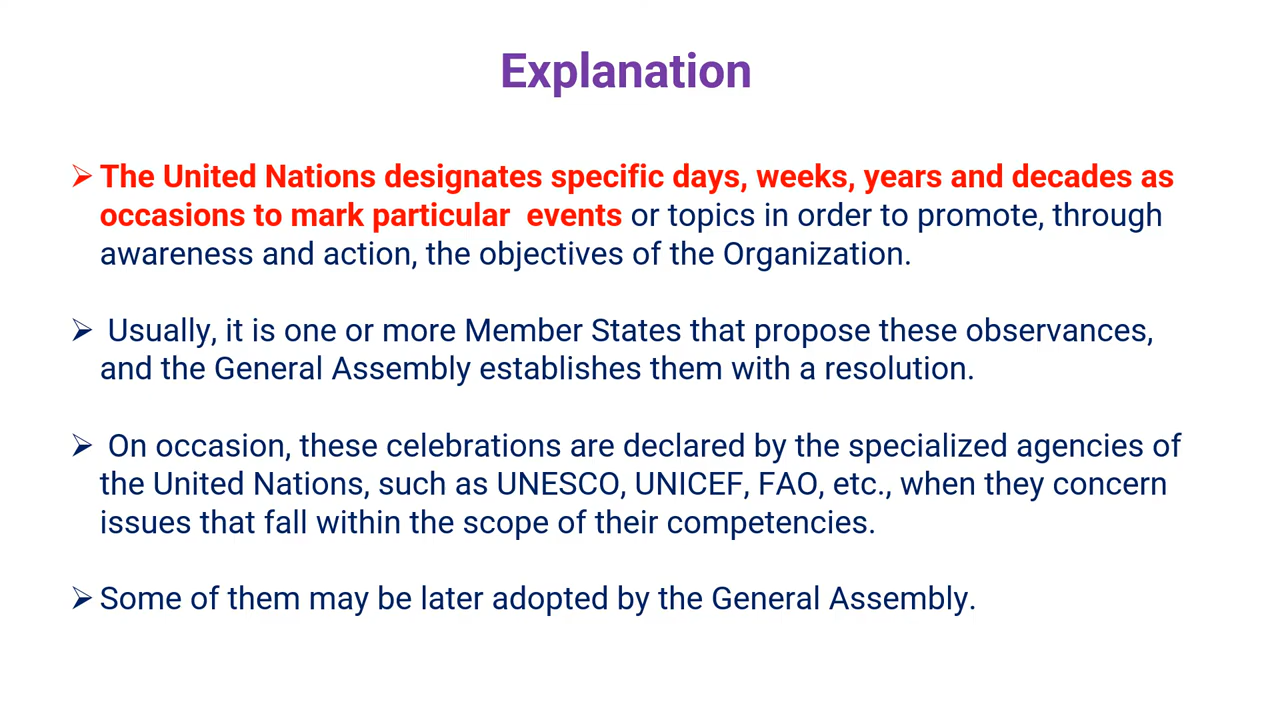 Explanation
➢ The United Nations designates specific days, weeks, years and decades as
occasions to mark particular  events or topics in order to promote, through
awareness and action, the objectives of the Organization.
➢ Usually, it is one or more Member States that propose these observances,
and the General Assembly establishes them with a resolution.
➢ On occasion, these celebrations are declared by the specialized agencies of
the United Nations, such as UNESCO, UNICEF, FAO, etc., when they concern
issues that fall within the scope of their competencies.
➢ Some of them may be later adopted by the General Assembly.